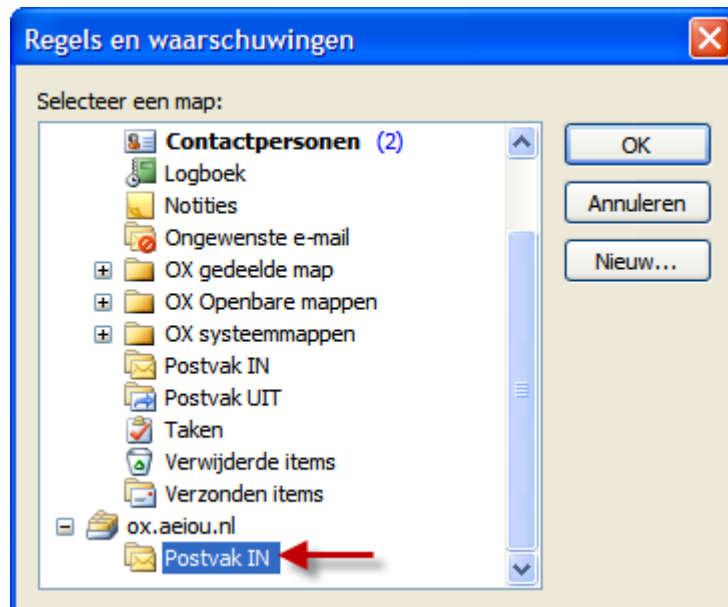 Regels en waarschuwingen
Selecteer een map:
Contactpersonen (2)
Logboek
Notities
Ongewenste e-mail
OX gedeelde map
OX Openbare mappen
OX systeemmappen
Postvak IN
Postvak UIT
Taken
Verwijderde items
Verzonden items
ox.aeiou.nl
Postvak IN
OK
Annuleren
Nieuw...